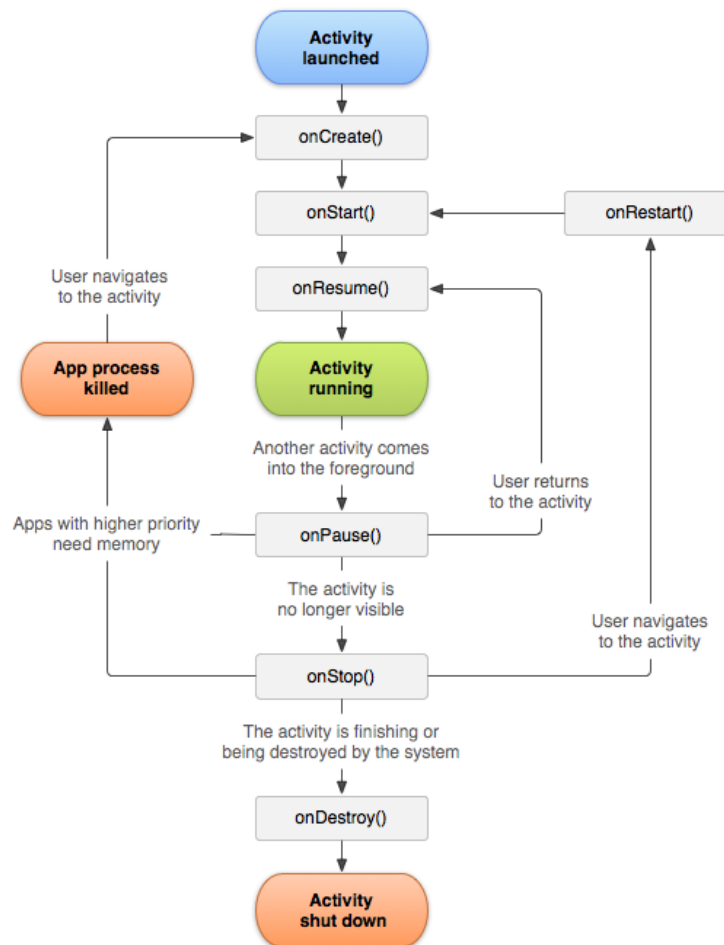 Activity
launched
onCreate()
onStart()
onRestart()
User navigates
to the activity
onResume()
App process
killed
Activity
running
Another activity comes
into the foreground
User returns
to the activity
Apps with higher priority
need memory
onPause()
The activity is
no longer visible
User navigates
to the activity
onStop()
The activity is finishing or
being destroyed by the system
onDestroy()
Activity
shut down